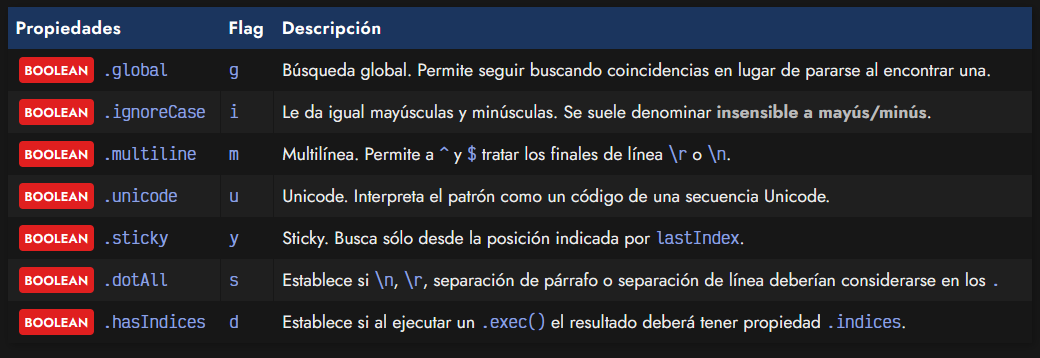 Propiedades Flag Descripción
BOOLEAN .global g Búsqueda global. Permite seguir buscando coincidencias en lugar de pararse al encontrar una.
BOOLEAN .ignoreCase i Le da igual mayúsculas y minúsculas. Se suele denominar insensible a mayús/minús.
BOOLEAN .multiline m Multilínea. Permite a ^ y $ tratar los finales de línea \r o \n.
BOOLEAN .unicode u Unicode. Interpreta el patrón como un código de una secuencia Unicode.
BOOLEAN .sticky y Sticky. Busca sólo desde la posición indicada por lastIndex.
BOOLEAN .dotAll s Establece si \n, \r, separación de párrafo o separación de línea deberían considerarse en los .
BOOLEAN .hasIndices d Establece si al ejecutar un .exec() el resultado deberá tener propiedad .indices.